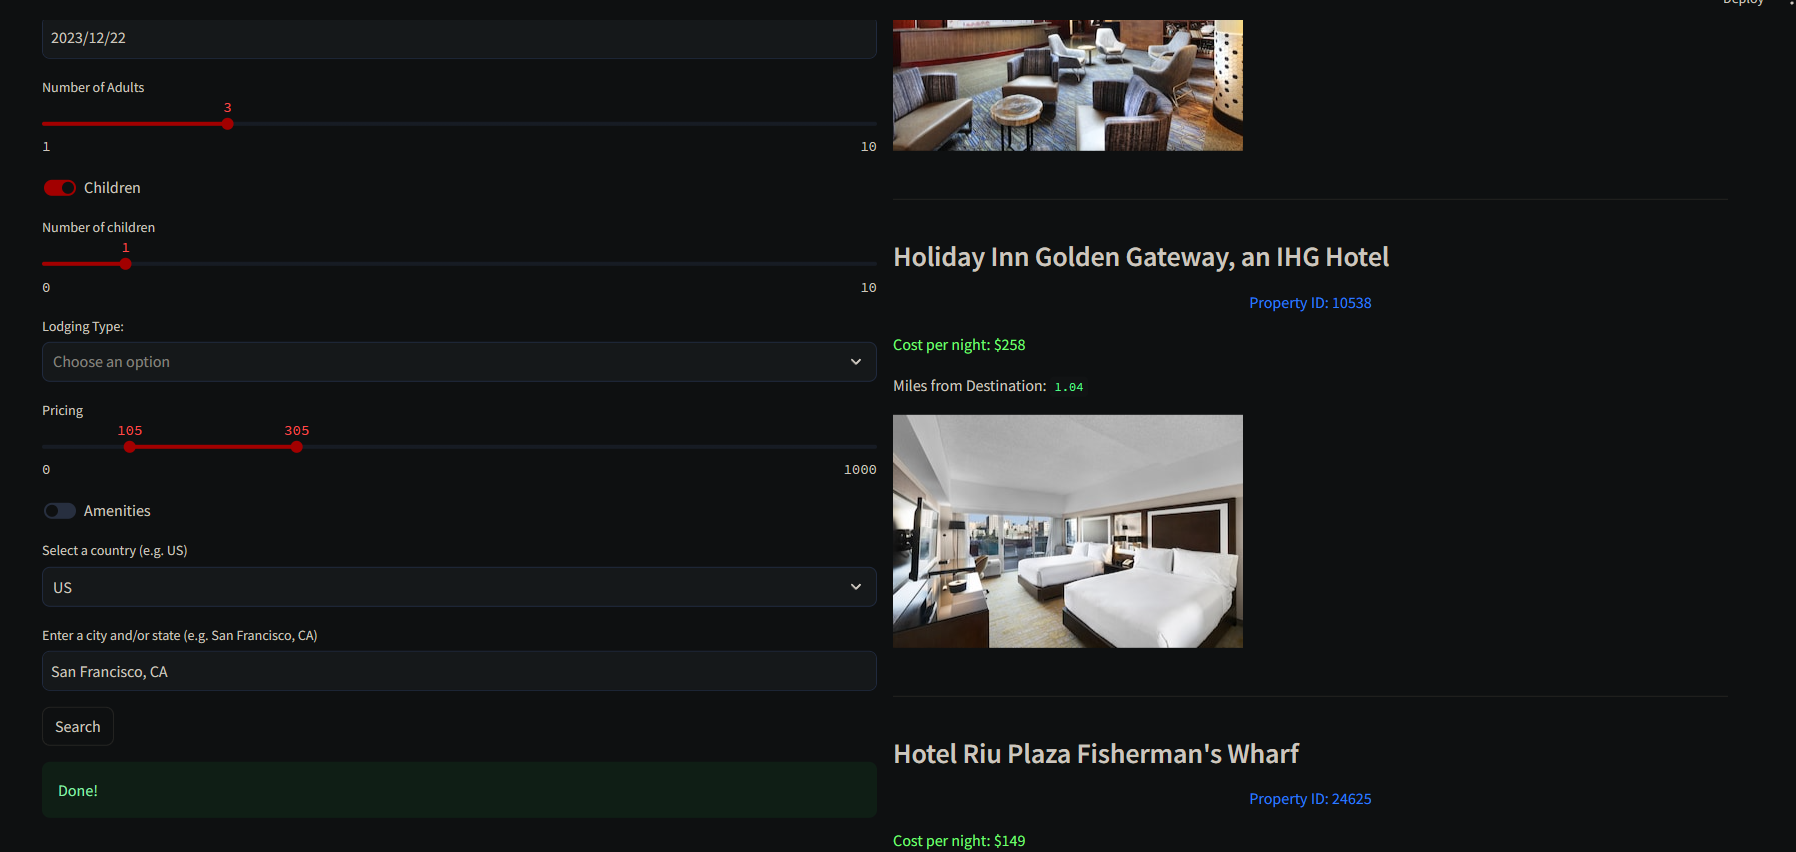 Deploy
2023/12/22
Number of Adults
3
1 10
Children
Number of children
1
0 10
Lodging Type:
Choose an option
Pricing
105 305
0 1000
Amenities
Select a country (e.g. US)
US
Enter a city and/or state (e.g. San Francisco, CA)
San Francisco, CA
Search
Done!
Holiday Inn Golden Gateway, an IHG Hotel
Property ID: 10538
Cost per night: $258
Miles from Destination: 1.04
Hotel Riu Plaza Fisherman's Wharf
Property ID: 24625
Cost per night: $149